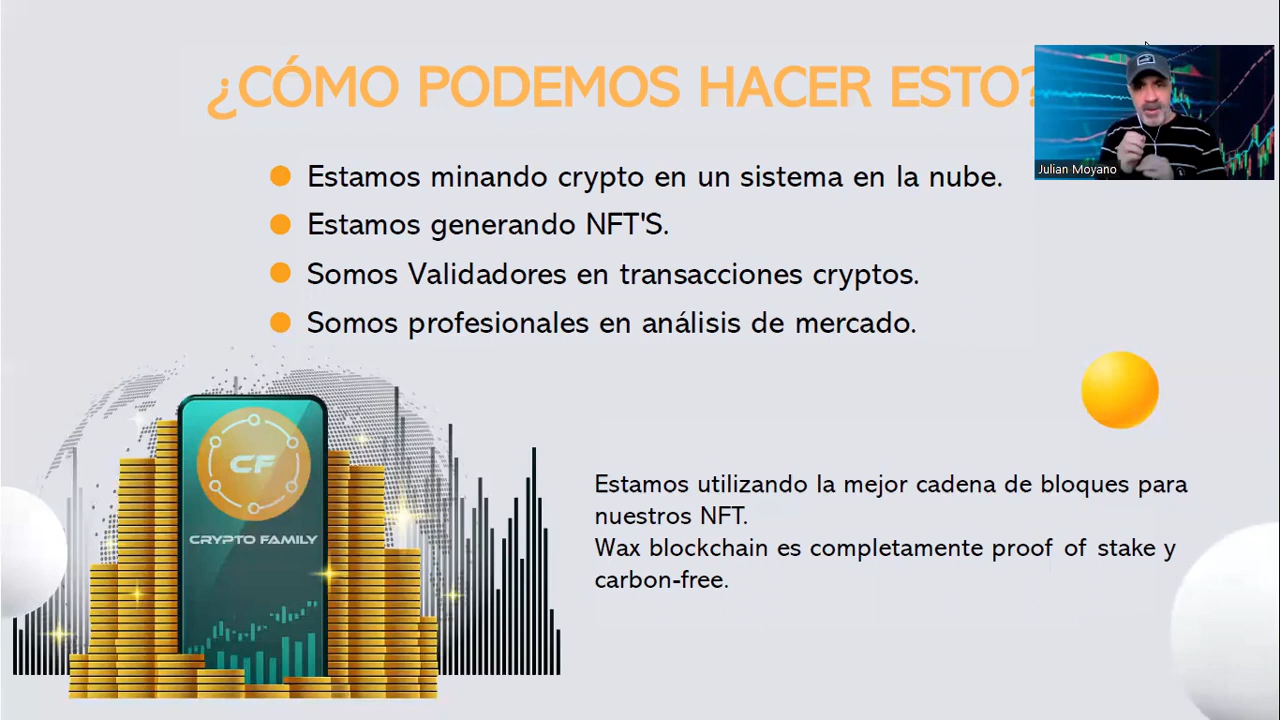 ¿CÓMO PODEMOS HACER ESTO?
Julian Moyano
Estamos minando crypto en un sistema en la nube.
Estamos generando NFT'S.
Somos Validadores en transacciones cryptos.
Somos profesionales en análisis de mercado.
CF
CRYPTO FAMILY
Estamos utilizando la mejor cadena de bloques para
nuestros NFT.
Wax blockchain es completamente proof of stake y
carbon-free.